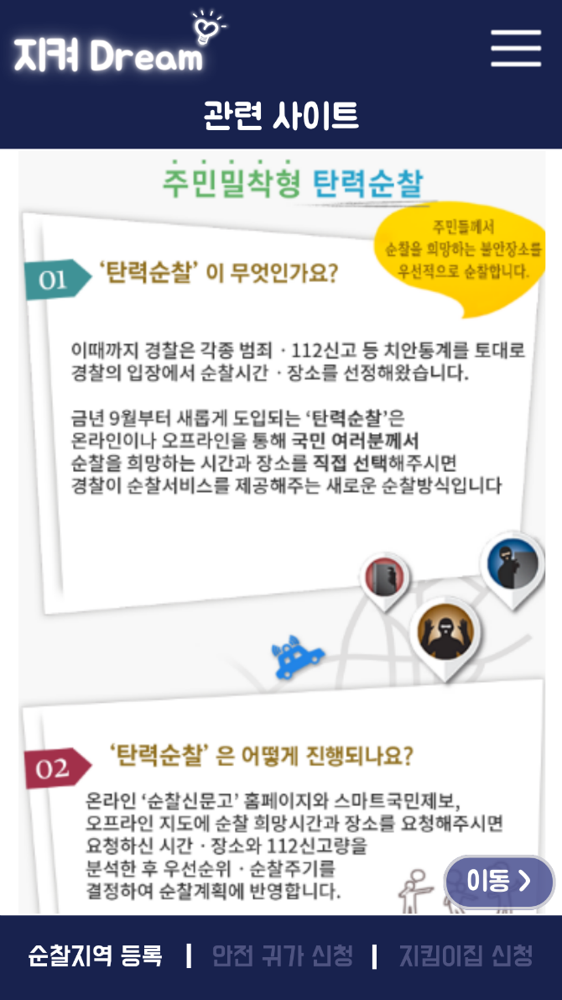 지켜 Dream
관련 사이트
주민밀착형 탄력순찰
주민들께서
순찰을 희망하는 불안장소를
우선적으로 순찰합니다.
01 ‘탄력순찰’ 이 무엇인가요?
이때까지 경찰은 각종 범죄 · 112신고 등 치안통계를 토대로
경찰의 입장에서 순찰시간 · 장소를 선정해왔습니다.
금년 9월부터 새롭게 도입되는 ‘탄력순찰’은
온라인이나 오프라인을 통해 국민 여러분께서
순찰을 희망하는 시간과 장소를 직접 선택해주시면
경찰이 순찰서비스를 제공해주는 새로운 순찰방식입니다
02 ‘탄력순찰’ 은 어떻게 진행되나요?
온라인 ‘순찰신문고’ 홈페이지와 스마트국민제보,
오프라인 지도에 순찰 희망시간과 장소를 요청해주시면
요청하신 시간 · 장소와 112신고량을
분석한 후 우선순위 · 순찰주기를
결정하여 순찰계획에 반영합니다.
이동 >
순찰지역 등록 | 안전 귀가 신청 | 지킴이집 신청